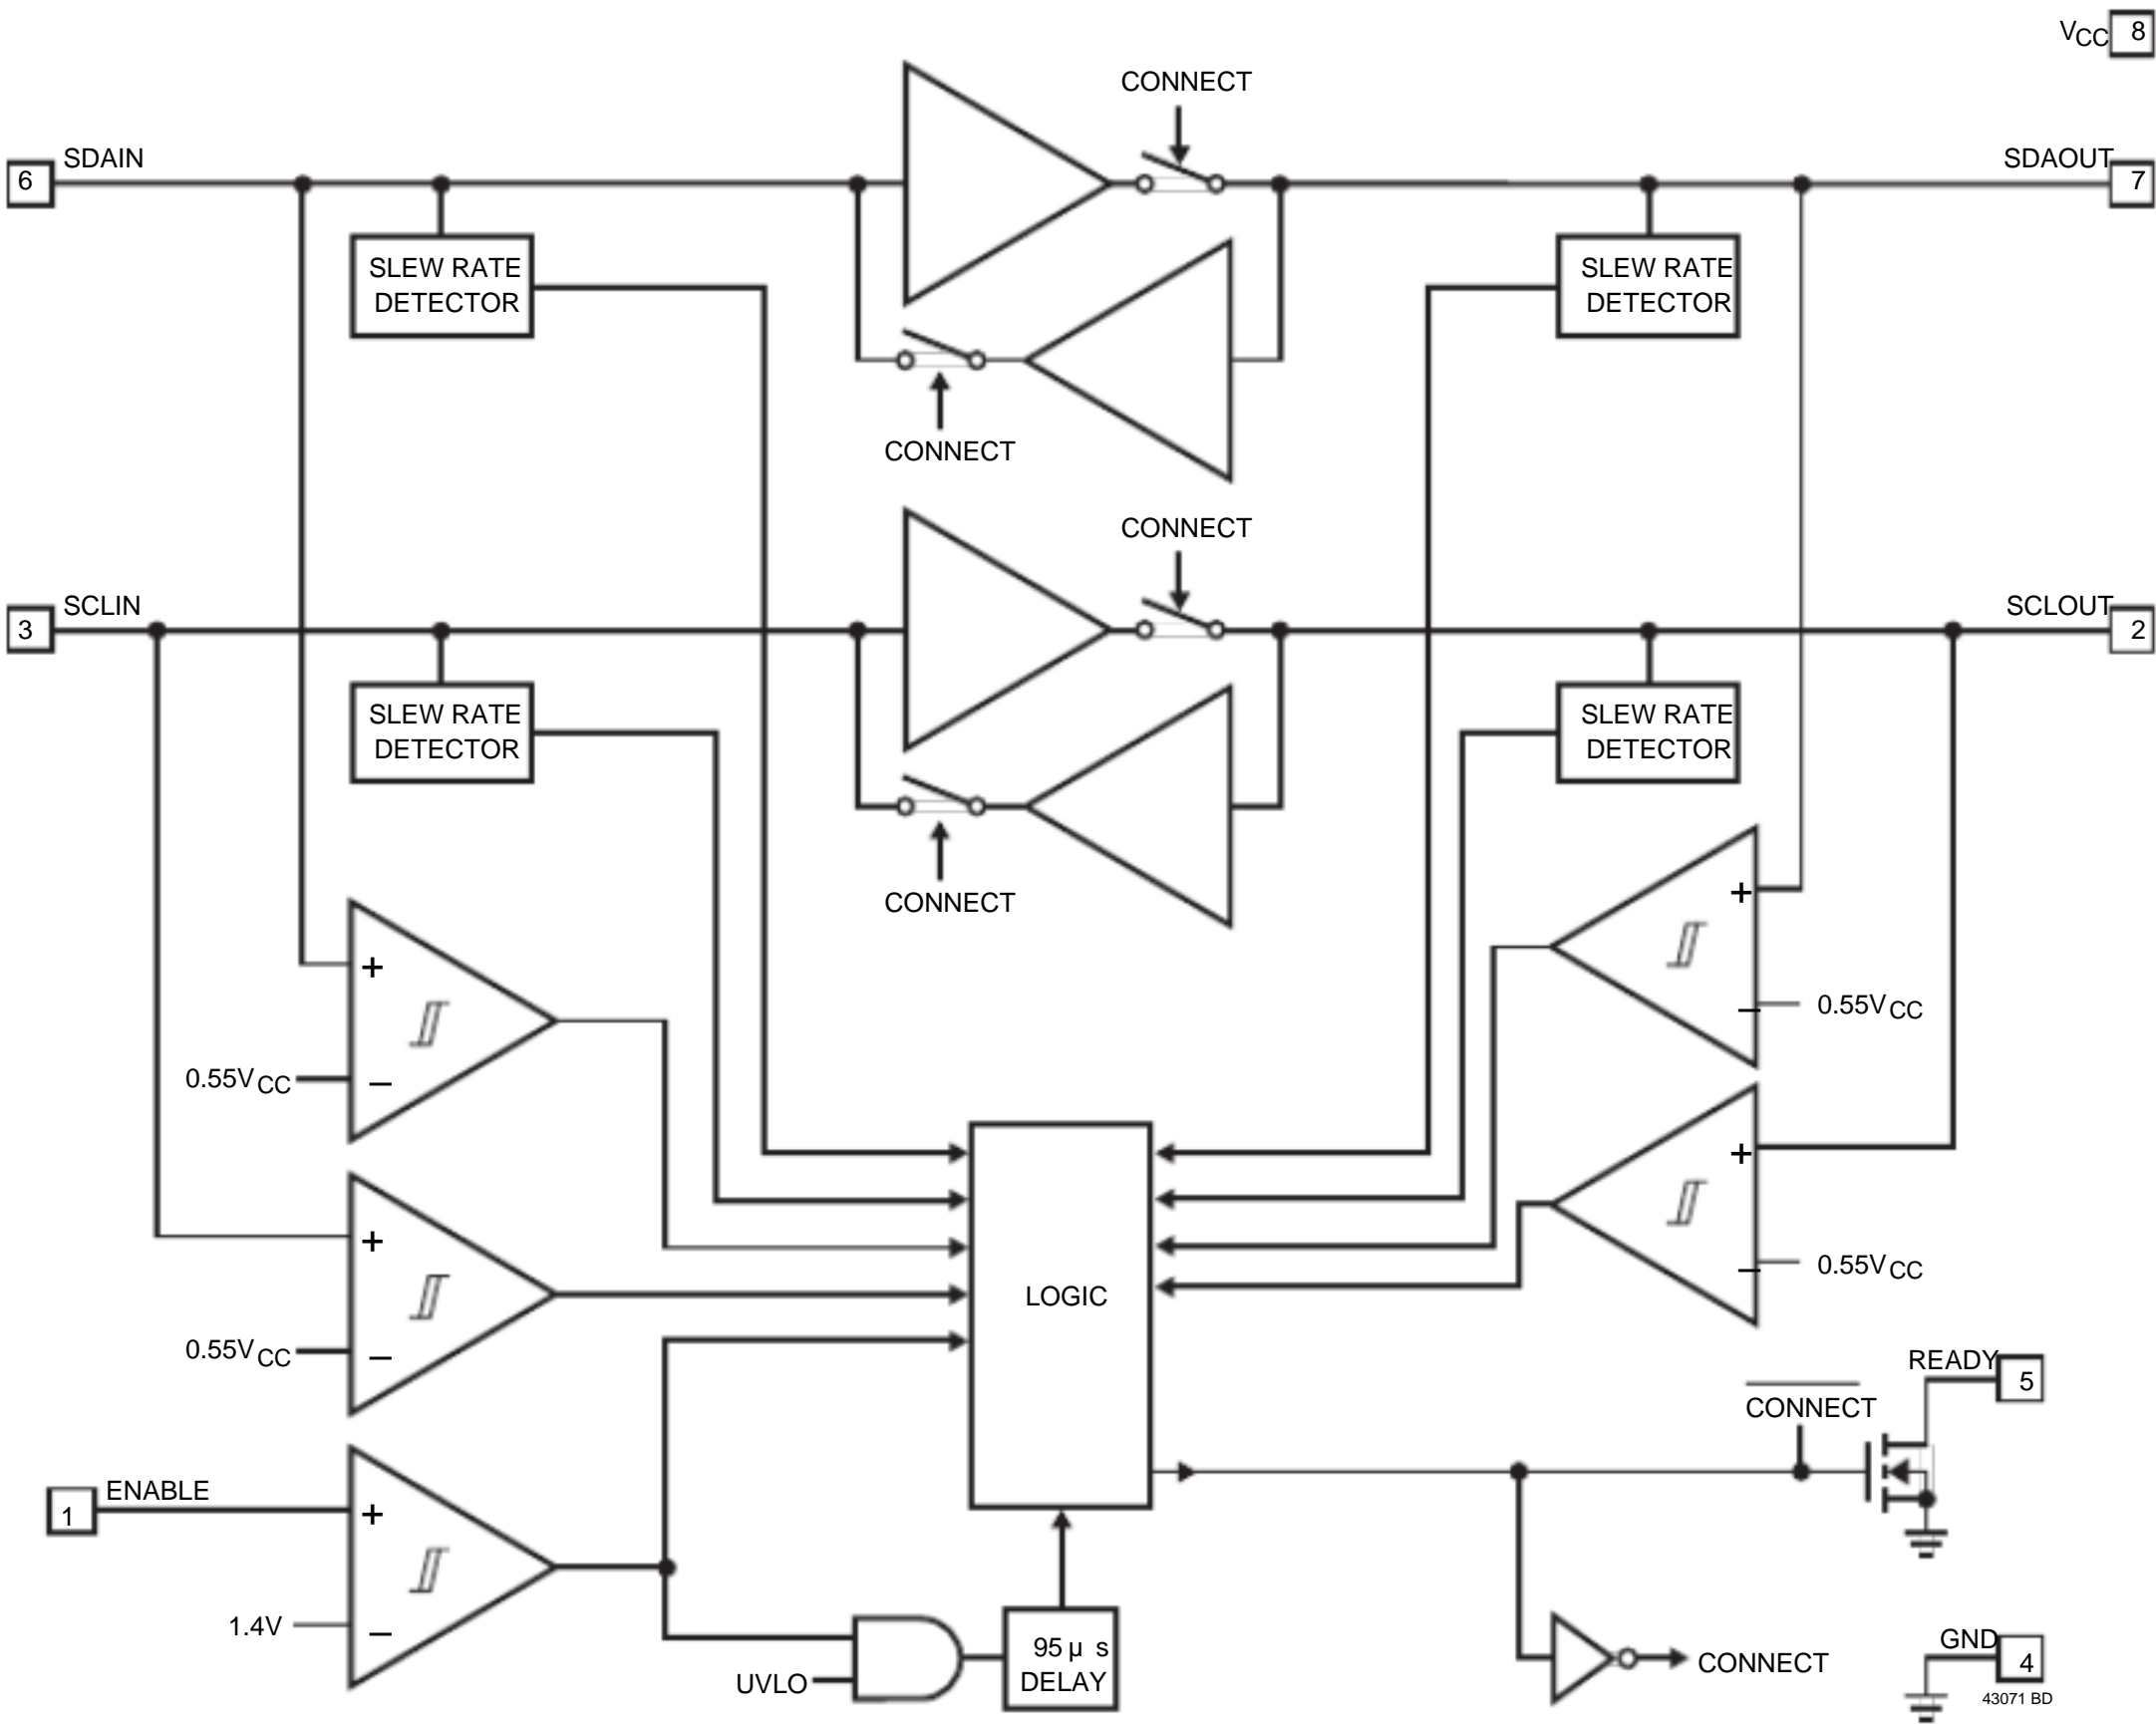 VCC 8
CONNECT
SDAIN
6
SDAOUT
7
SLEW RATE
DETECTOR
SLEW RATE
DETECTOR
CONNECT
CONNECT
SCLIN
3
SCLOUT
2
SLEW RATE
DETECTOR
SLEW RATE
DETECTOR
CONNECT
+
–
0.55VCC
+
–
0.55VCC
+
–
0.55VCC
+
–
0.55VCC
LOGIC
READY
5
CONNECT
ENABLE
1
+
–
1.4V
UVLO
95µ s
DELAY
CONNECT
GND
4
43071 BD